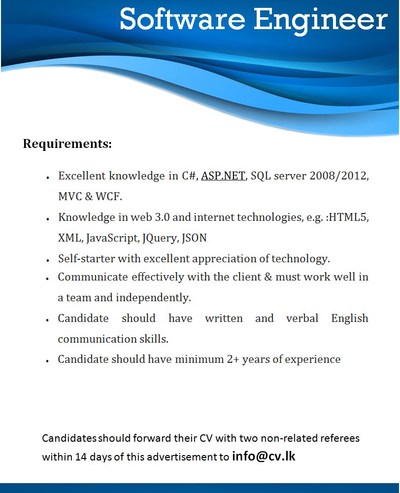 Software Engineer
Requirements:
• Excellent knowledge in C#, ASP.NET, SQL server 2008/2012,
MVC & WCF.
• Knowledge in web 3.0 and internet technologies, e.g. :HTML5,
XML, JavaScript, JQuery, JSON
• Self-starter with excellent appreciation of technology.
• Communicate effectively with the client & must work well in
a team and independently.
• Candidate should have written and verbal English
communication skills.
• Candidate should have minimum 2+ years of experience
Candidates should forward their CV with two non-related referees
within 14 days of this advertisement to info@cv.lk